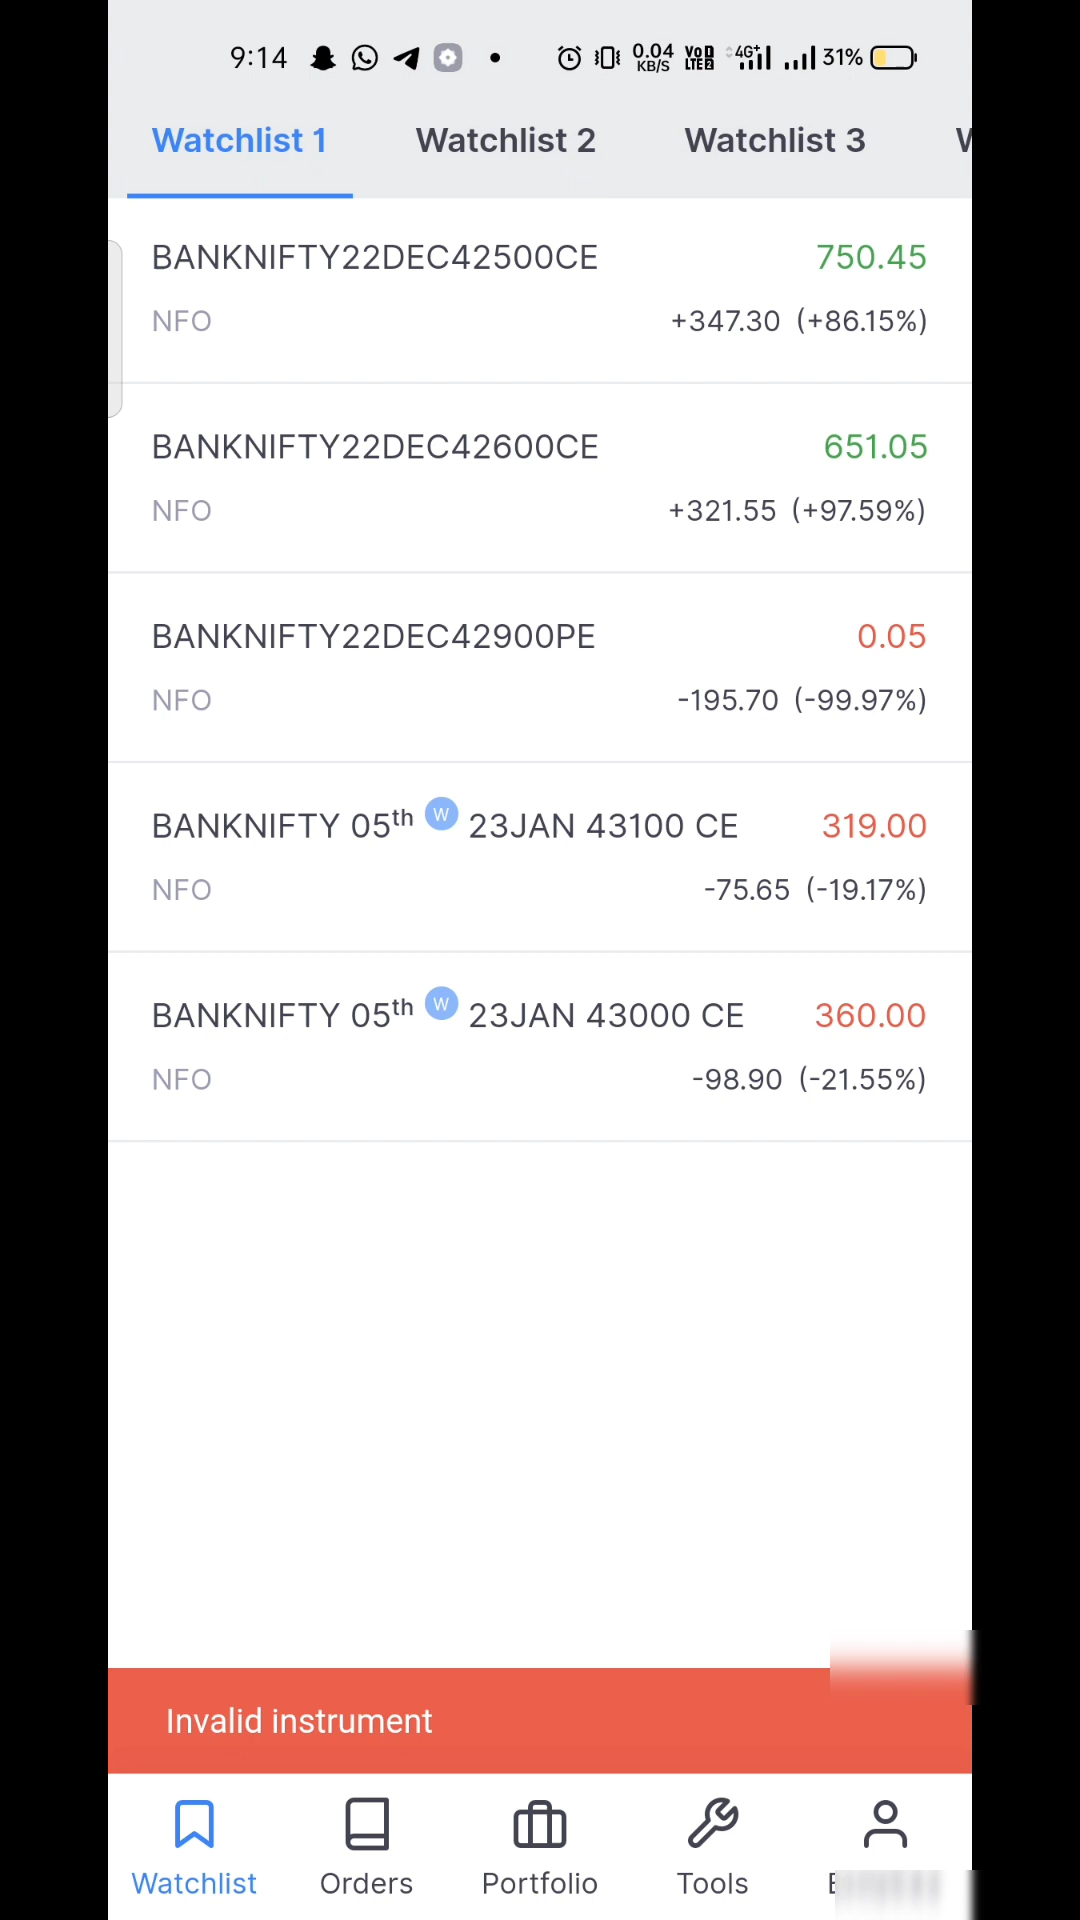 9:14 0.04 KB/S VoD LTE2 4G+ 31%
Watchlist 1 Watchlist 2 Watchlist 3 W
BANKNIFTY22DEC42500CE 750.45
NFO +347.30 (+86.15%)
BANKNIFTY22DEC42600CE 651.05
NFO +321.55 (+97.59%)
BANKNIFTY22DEC42900PE 0.05
NFO -195.70 (-99.97%)
BANKNIFTY 05th W 23JAN 43100 CE 319.00
NFO -75.65 (-19.17%)
BANKNIFTY 05th W 23JAN 43000 CE 360.00
NFO -98.90 (-21.55%)
Invalid instrument
Watchlist Orders Portfolio Tools